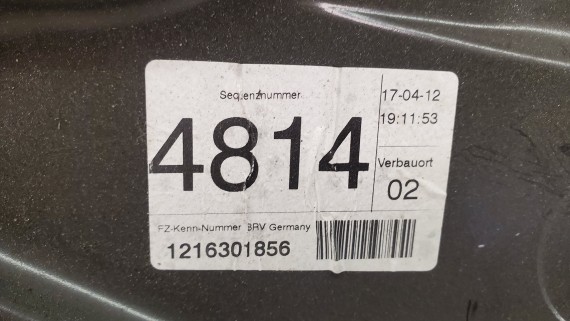 Sequenznummer
4814
17-04-12
19:11:53
Verbauort
02
FZ-Kenn-Nummer BRV Germany
1216301856